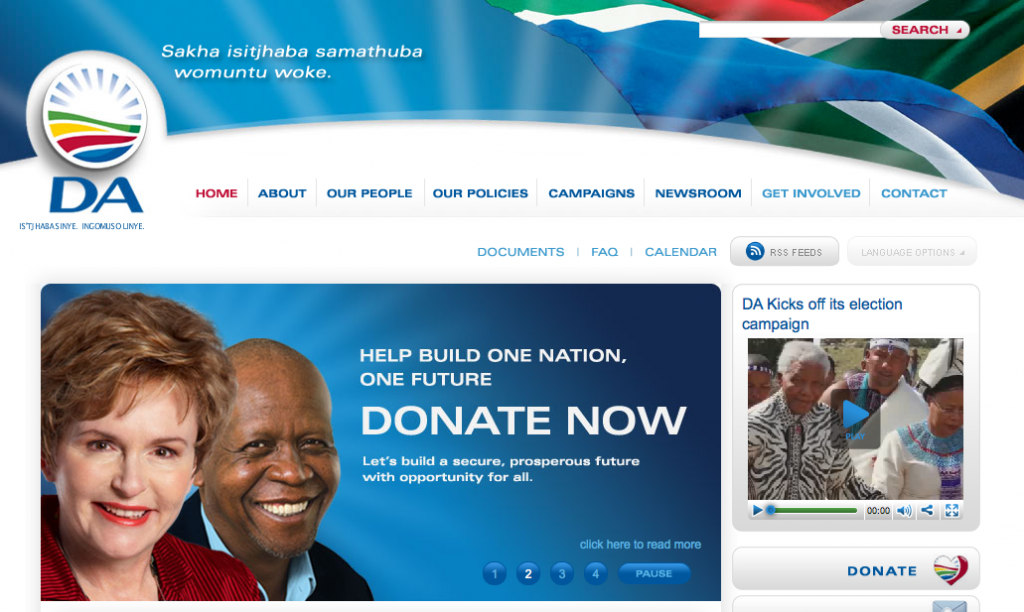 Sakha isitjhaba samathuba
womuntu woke.
SEARCH
DA
IS'TJHABA SINYE. INGOMUSO LINYE.
HOME ABOUT OUR PEOPLE OUR POLICIES CAMPAIGNS NEWSROOM GET INVOLVED CONTACT
DOCUMENTS | FAQ | CALENDAR RSS FEEDS LANGUAGE OPTIONS
HELP BUILD ONE NATION,
ONE FUTURE
DONATE NOW
Let's build a secure, prosperous future
with opportunity for all.
click here to read more
1 2 3 4 PAUSE
DA Kicks off its election
campaign
PLAY
00:00
DONATE